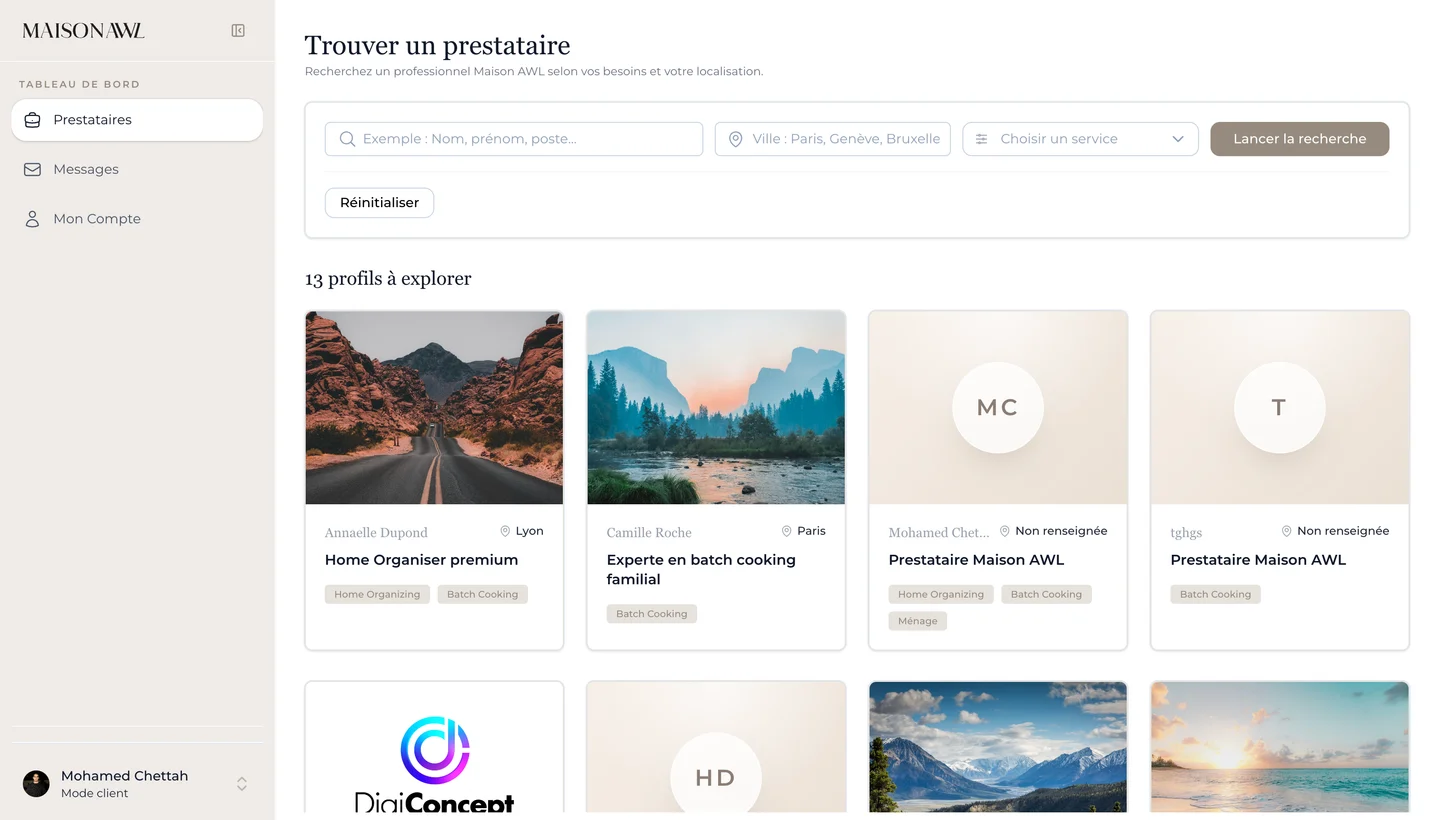 MAISON AWL
TABLEAU DE BORD
Prestataires
Messages
Mon Compte
Mohamed Chettah
Mode client
Trouver un prestataire
Recherchez un professionnel Maison AWL selon vos besoins et votre localisation.
Exemple : Nom, prénom, poste...
Ville : Paris, Genève, Bruxelle
Choisir un service
Lancer la recherche
Réinitialiser
13 profils à explorer
Annaelle Dupond
Lyon
Home Organiser premium
Home Organizing
Batch Cooking
Camille Roche
Paris
Experte en batch cooking
familial
Batch Cooking
MC
Mohamed Chet...
Non renseignée
Prestataire Maison AWL
Home Organizing
Batch Cooking
Ménage
T
tghgs
Non renseignée
Prestataire Maison AWL
Batch Cooking
DigiConcept
HD